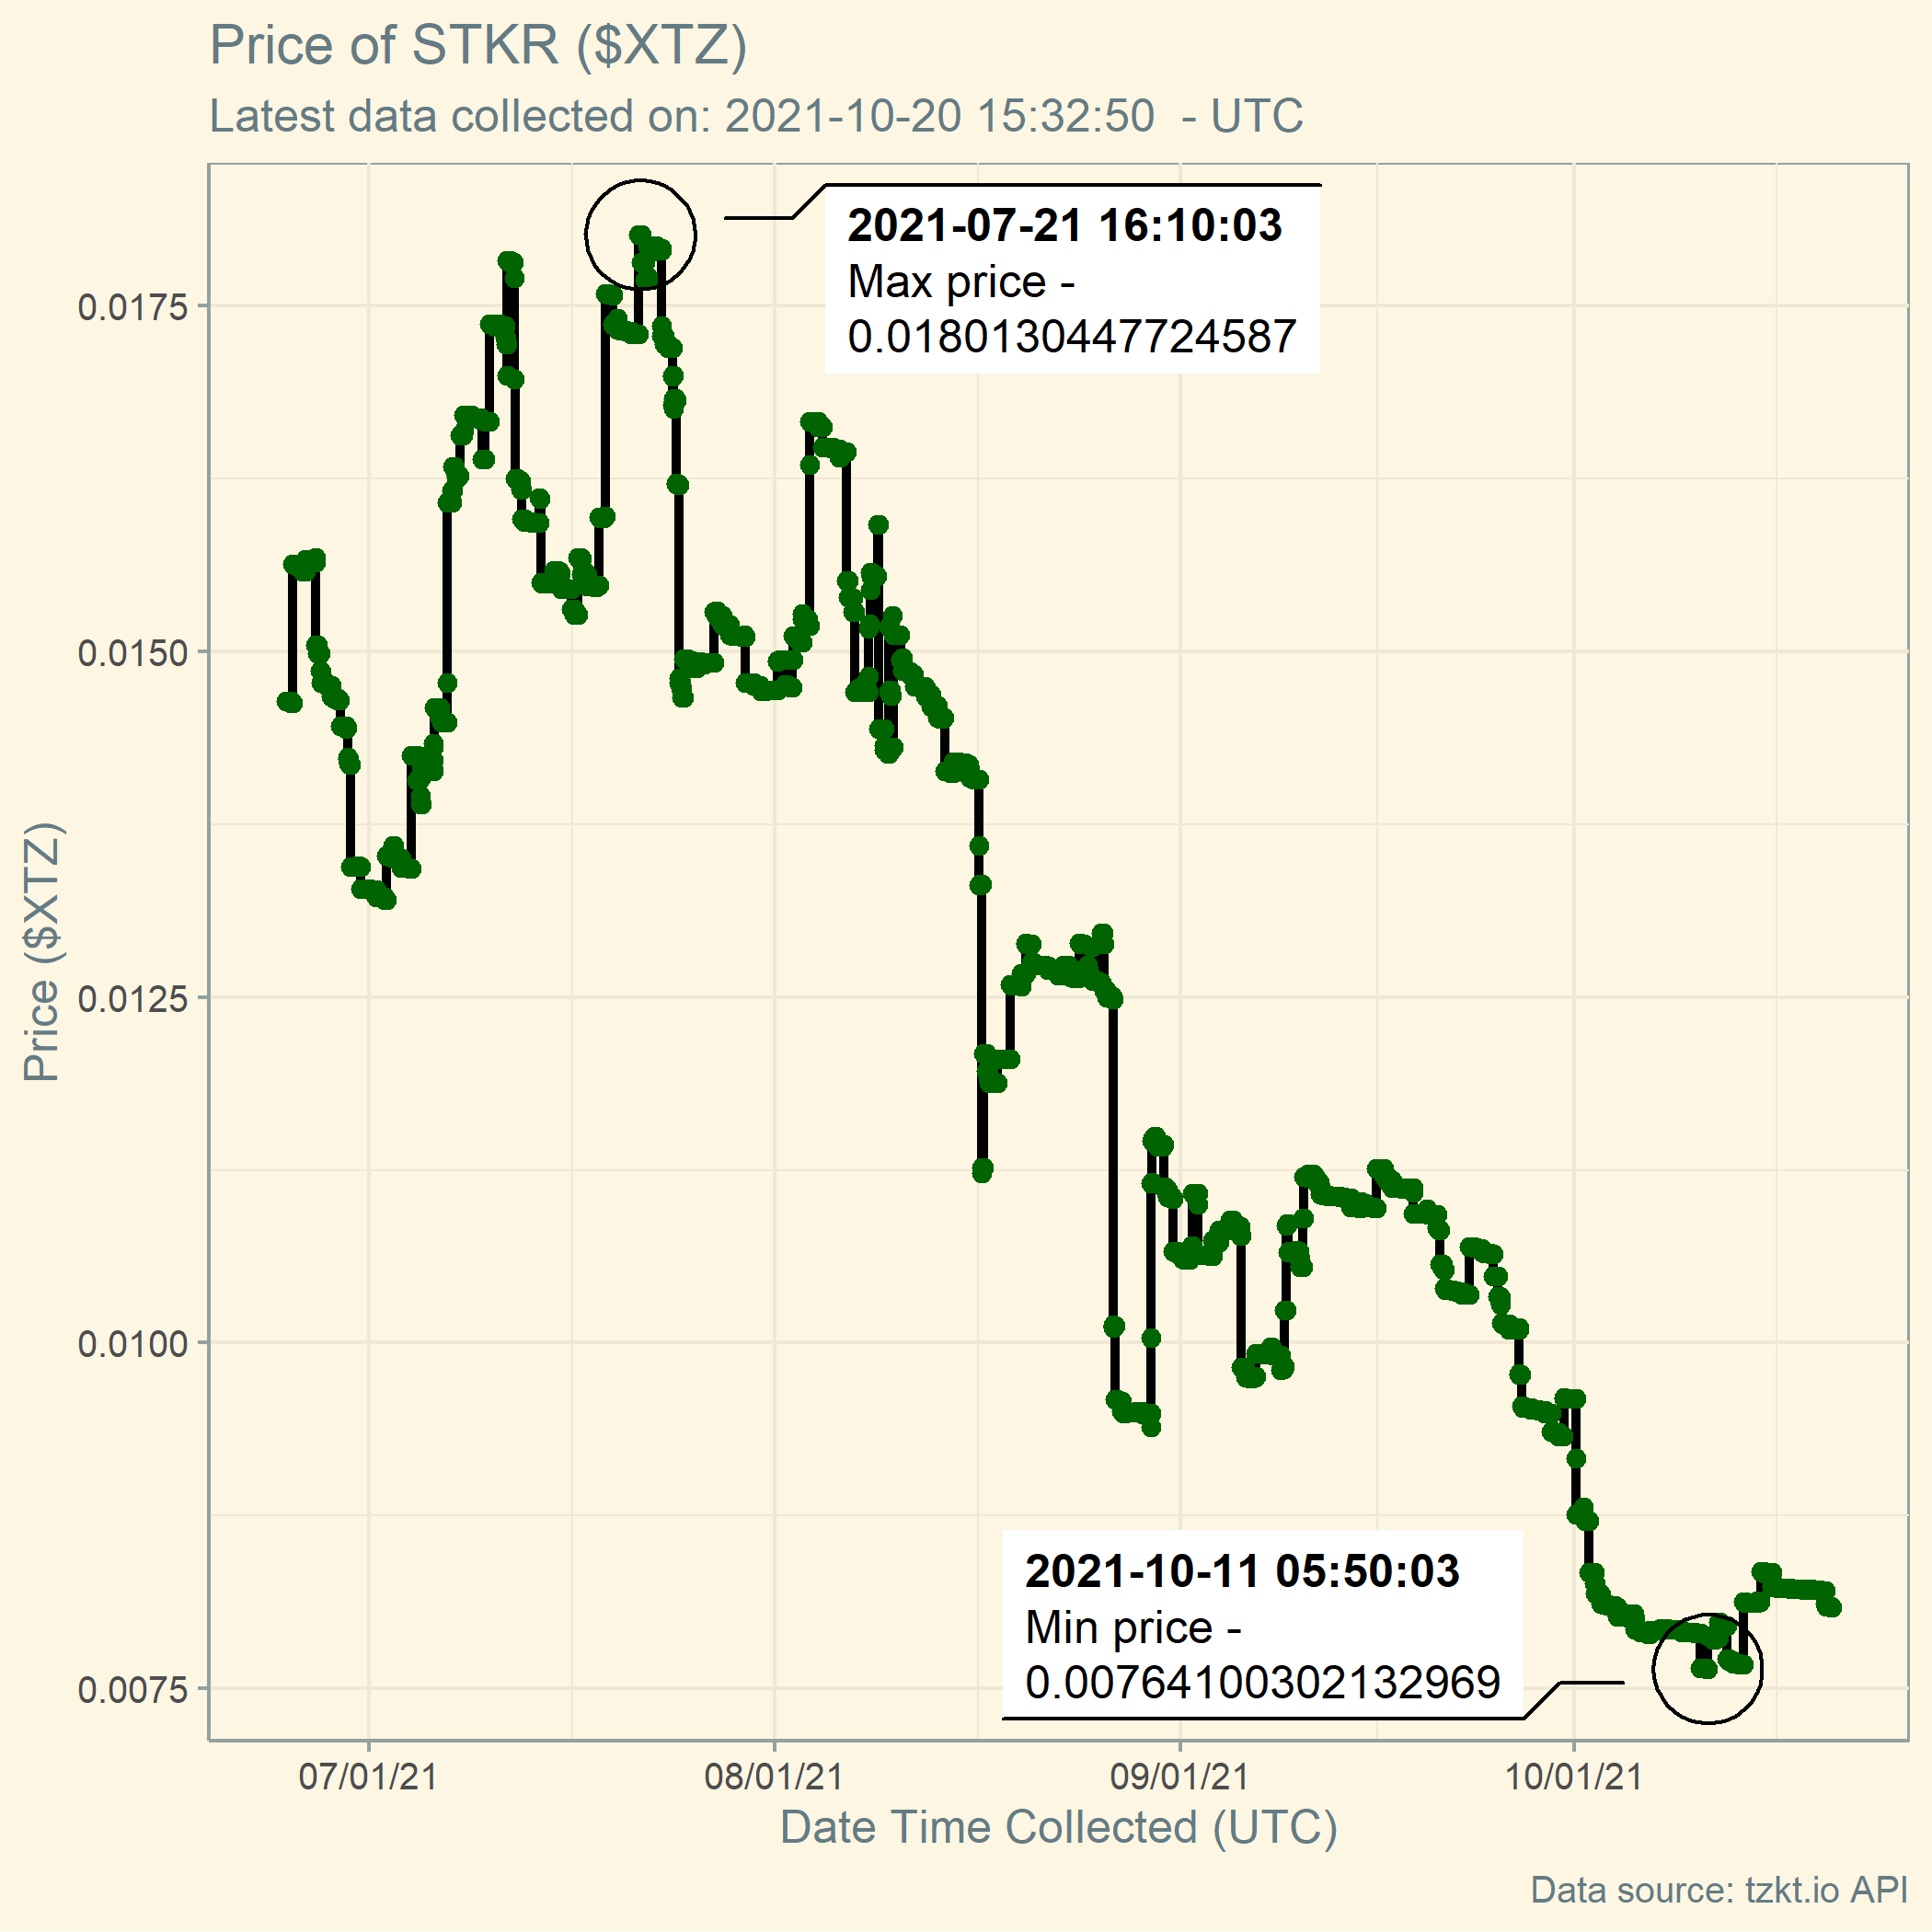 Price of STKR ($XTZ)
Latest data collected on: 2021-10-20 15:32:50  - UTC
2021-07-21 16:10:03
Max price -
0.0180130447724587
0.0175
0.0150
0.0125
0.0100
0.0075
Price ($XTZ)
2021-10-11 05:50:03
Min price -
0.00764100302132969
07/01/21
08/01/21
09/01/21
10/01/21
Date Time Collected (UTC)
Data source: tzkt.io API